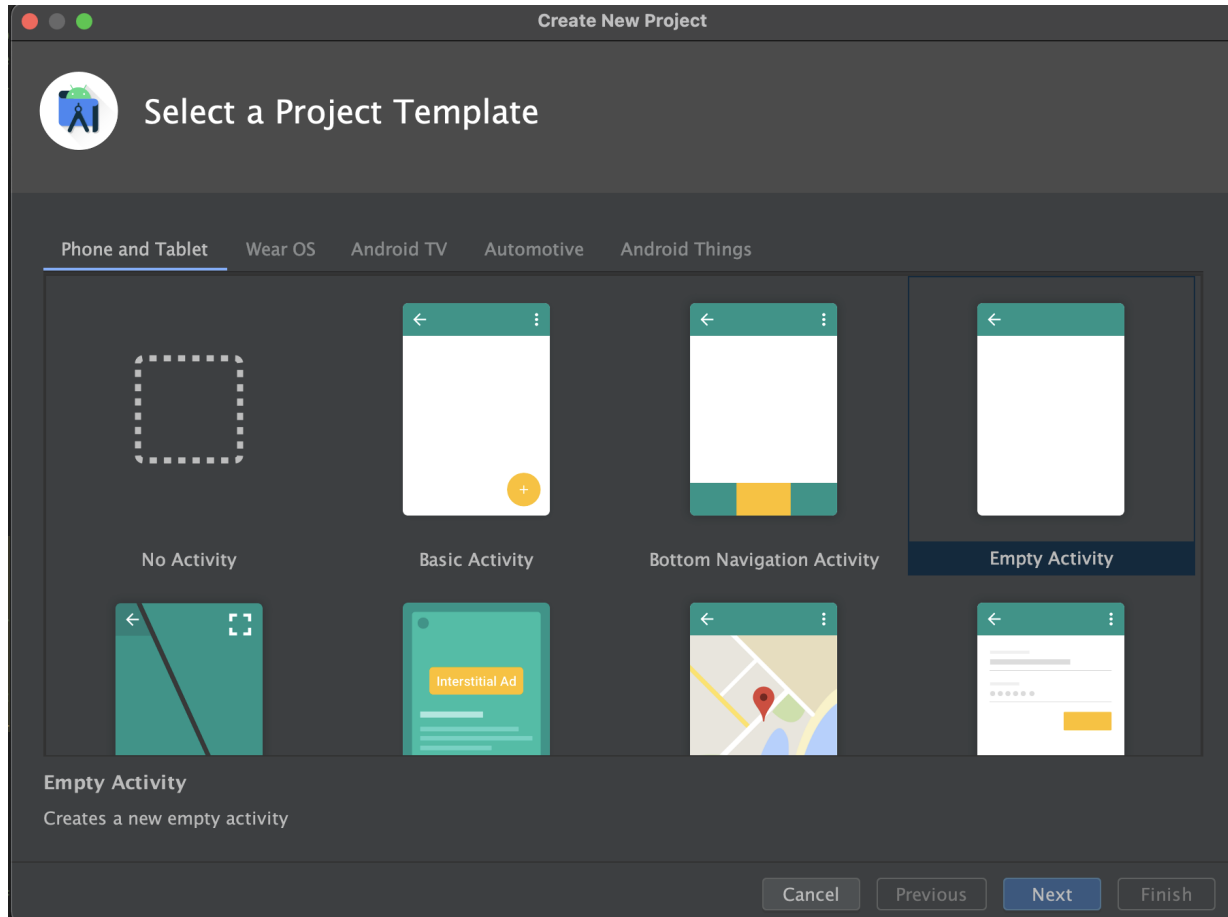 Create New Project
Select a Project Template
Phone and Tablet Wear OS Android TV Automotive Android Things
No Activity Basic Activity Bottom Navigation Activity Empty Activity
Interstitial Ad
Empty Activity
Creates a new empty activity
Cancel Previous Next Finish